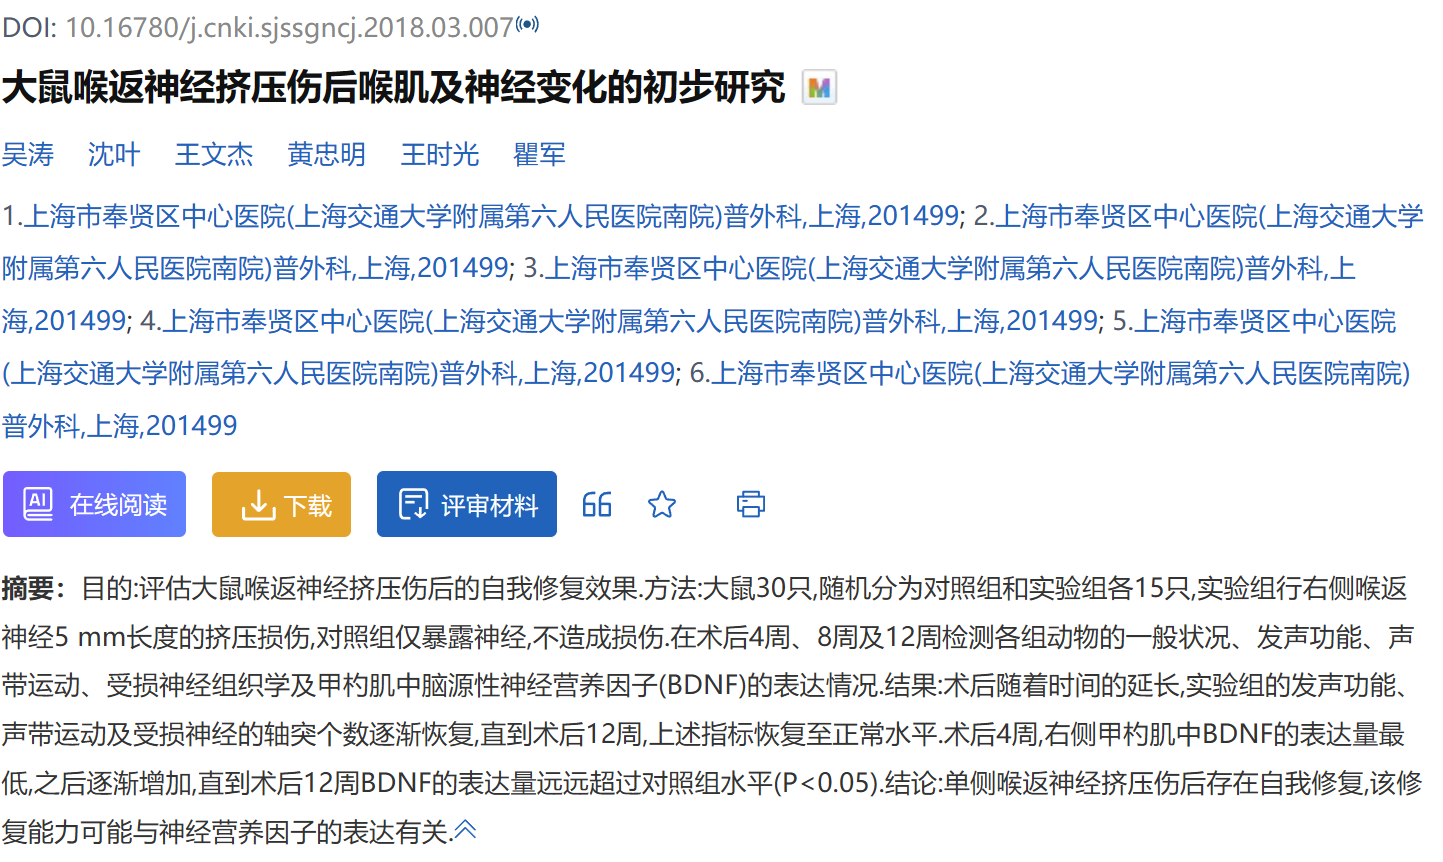 DOI: 10.16780/j.cnki.sjssgncj.2018.03.007
大鼠喉返神经挤压伤后喉肌及神经变化的初步研究 M
吴涛 沈叶 王文杰 黄忠明 王时光 瞿军
1.上海市奉贤区中心医院(上海交通大学附属第六人民医院南院)普外科,上海,201499; 2.上海市奉贤区中心医院(上海交通大学
附属第六人民医院南院)普外科,上海,201499; 3.上海市奉贤区中心医院(上海交通大学附属第六人民医院南院)普外科,上
海,201499; 4.上海市奉贤区中心医院(上海交通大学附属第六人民医院南院)普外科,上海,201499; 5.上海市奉贤区中心医院
(上海交通大学附属第六人民医院南院)普外科,上海,201499; 6.上海市奉贤区中心医院(上海交通大学附属第六人民医院南院)
普外科,上海,201499
AI 在线阅读 下载 评审材料
摘要：目的:评估大鼠喉返神经挤压伤后的自我修复效果.方法:大鼠30只,随机分为对照组和实验组各15只,实验组行右侧喉返
神经5 mm长度的挤压损伤,对照组仅暴露神经,不造成损伤.在术后4周、8周及12周检测各组动物的一般状况、发声功能、声
带运动、受损神经组织学及甲杓肌中脑源性神经营养因子(BDNF)的表达情况.结果:术后随着时间的延长,实验组的发声功能、
声带运动及受损神经的轴突个数逐渐恢复,直到术后12周,上述指标恢复至正常水平.术后4周,右侧甲杓肌中BDNF的表达量最
低,之后逐渐增加,直到术后12周BDNF的表达量远远超过对照组水平(P<0.05).结论:单侧喉返神经挤压伤后存在自我修复,该修
复能力可能与神经营养因子的表达有关.